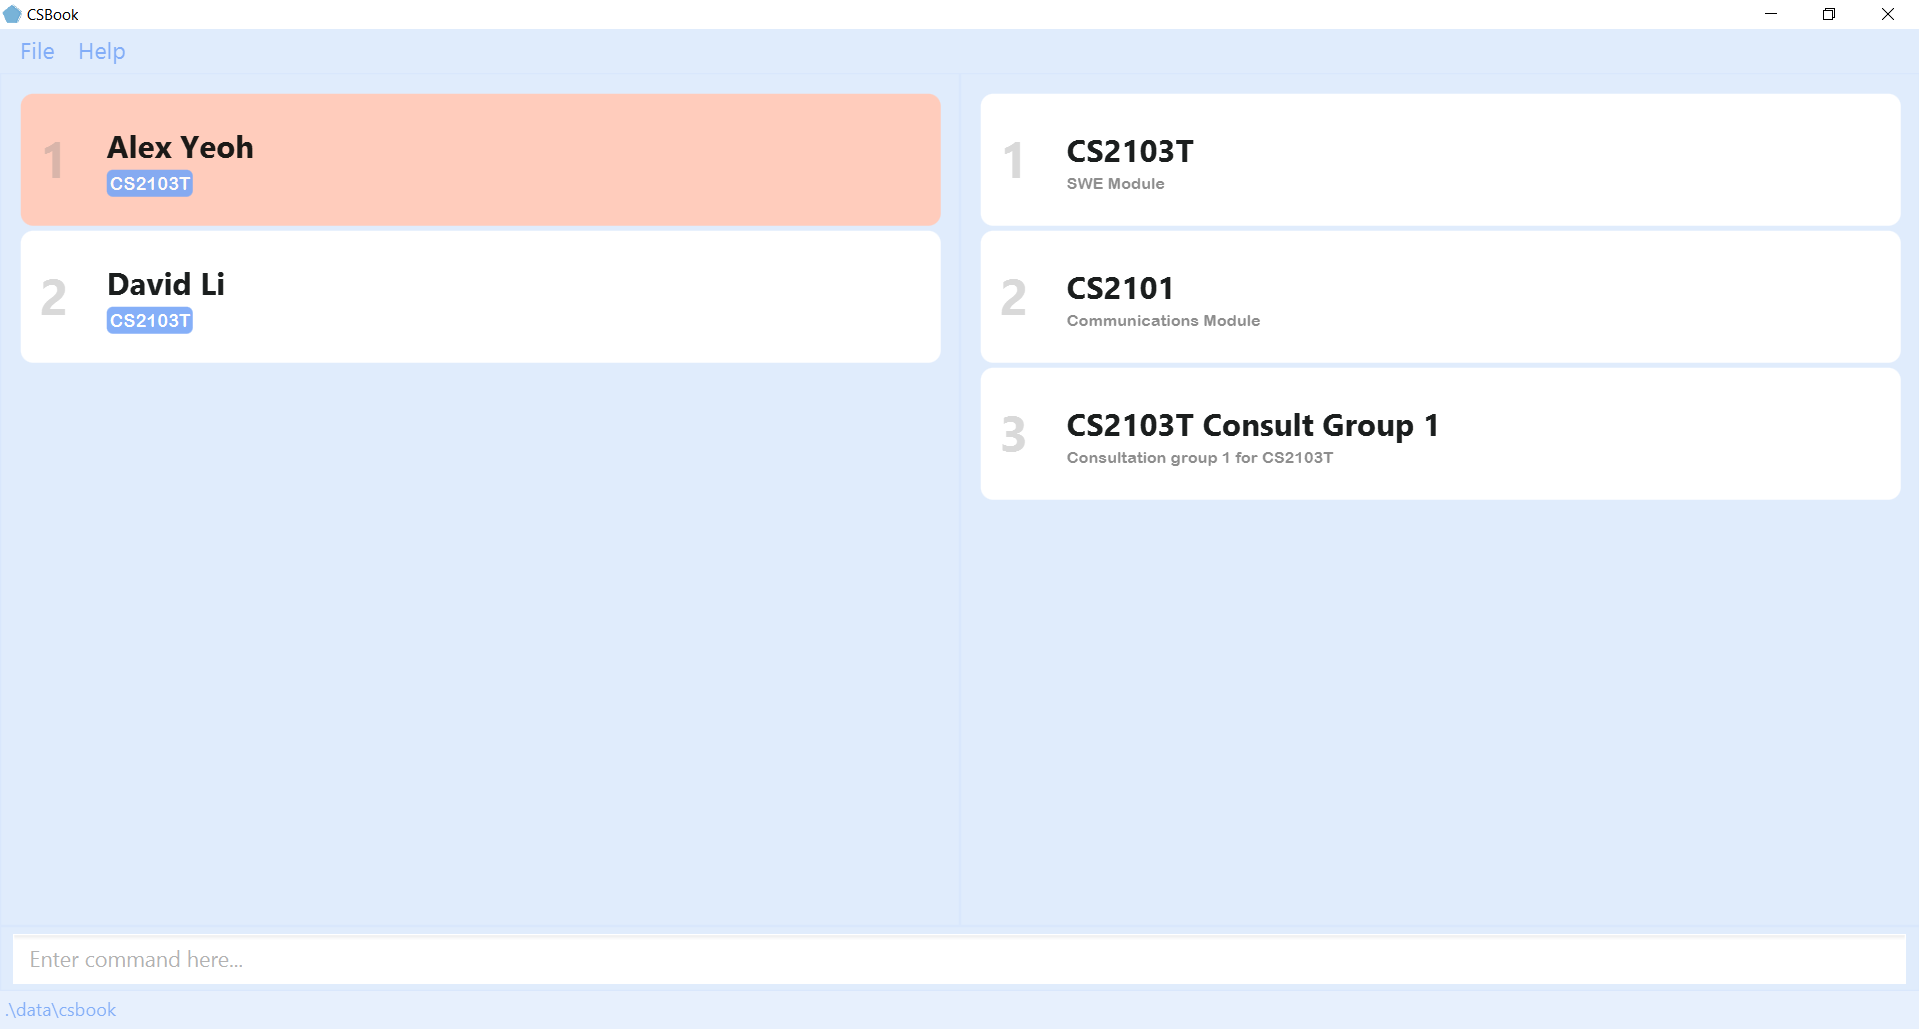 CSBook
File Help
1
Alex Yeoh
CS2103T
2
David Li
CS2103T
1
CS2103T
SWE Module
2
CS2101
Communications Module
3
CS2103T Consult Group 1
Consultation group 1 for CS2103T
Enter command here...
.\data\csbook